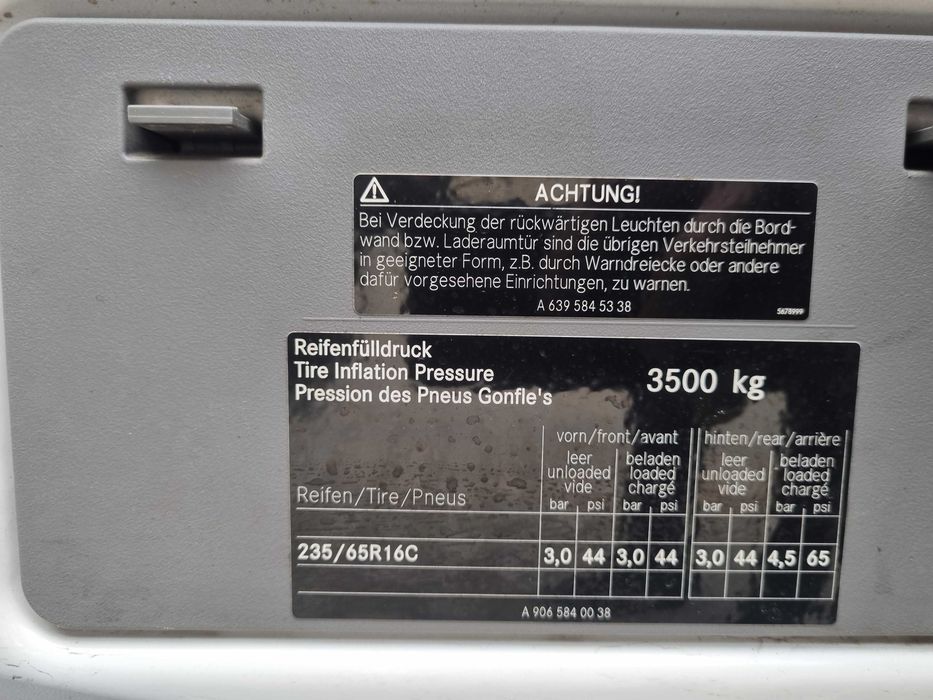 ACHTUNG!
Bei Verdeckung der rückwärtigen Leuchten durch die Bord-
wand bzw. Laderaumtür sind die übrigen Verkehrsteilnehmer
in geeigneter Form, z.B. durch Warndreiecke oder andere
dafür vorgesehene Einrichtungen, zu warnen.
A 639 584 53 38
5678999
Reifenfülldruck
Tire Inflation Pressure
Pression des Pneus Gonfle's
3500 kg
vorn/front/avant hinten/rear/arrière
leer beladen leer beladen
unloaded loaded unloaded loaded
vide chargé vide chargé
Reifen/Tire/Pneus
bar psi bar psi bar psi bar psi
235/65R16C 3,0 44 3,0 44 3,0 44 4,5 65
A 906 584 00 38